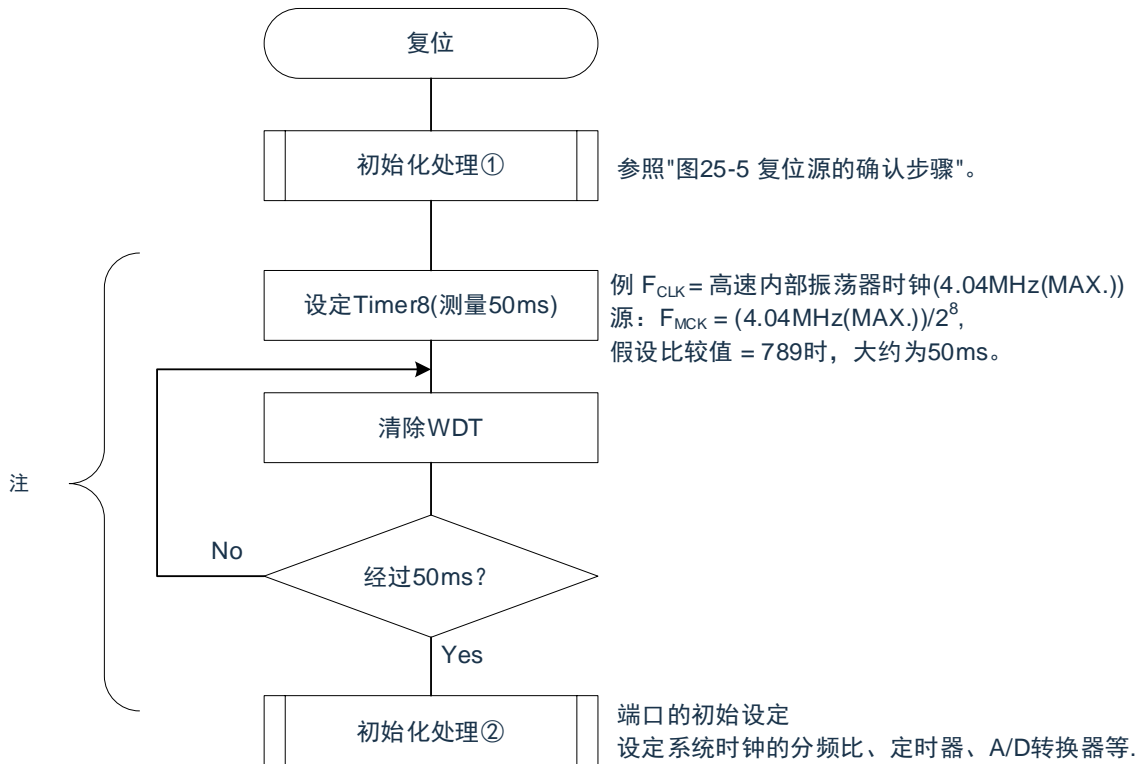 复位
初始化处理①
参照"图25-5 复位源的确认步骤"。
设定Timer8(测量50ms)
例 F_CLK = 高速内部振荡器时钟(4.04MHz(MAX.))
源：F_MCK = (4.04MHz(MAX.))/2^8,
假设比较值 = 789时，大约为50ms。
清除WDT
注
No
经过50ms?
Yes
初始化处理②
端口的初始设定
设定系统时钟的分频比、定时器、A/D转换器等.